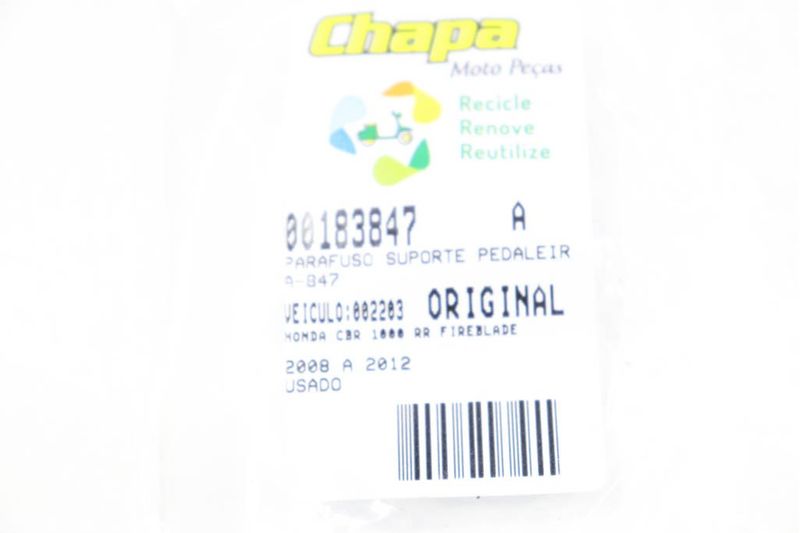 Chapa
Moto Peças
Recicle
Renove
Reutilize
00183847 A
PARAFUSO SUPORTE PEDALEIR
A-847
VEICULO:002203 ORIGINAL
HONDA CBR 1000 RR FIREBLADE
2008 A 2012
USADO